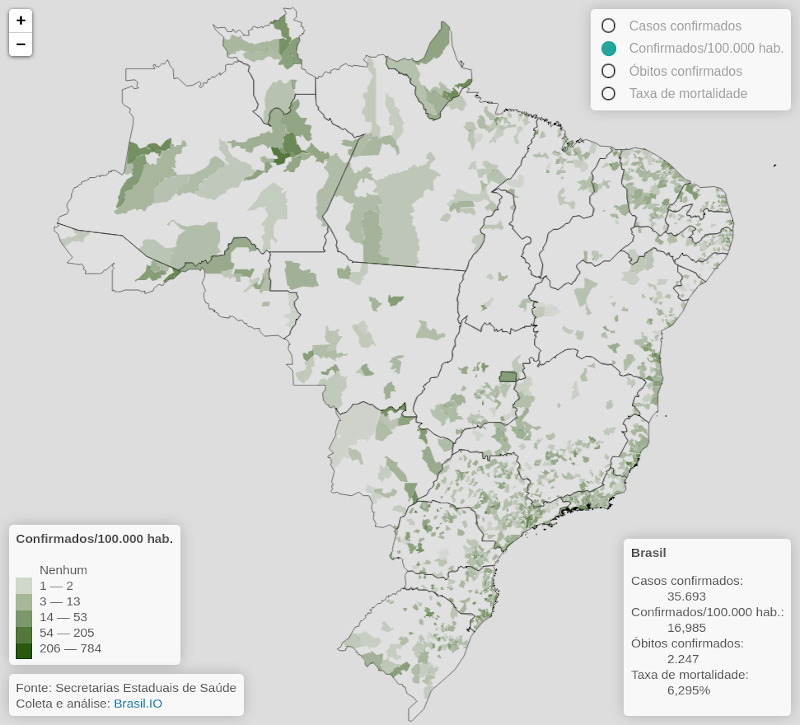 +
−
Casos confirmados
Confirmados/100.000 hab.
Óbitos confirmados
Taxa de mortalidade
Confirmados/100.000 hab.
Nenhum
1 — 2
3 — 13
14 — 53
54 — 205
206 — 784
Fonte: Secretarias Estaduais de Saúde
Coleta e análise: Brasil.IO
Brasil
Casos confirmados:
35.693
Confirmados/100.000 hab.:
16,985
Óbitos confirmados:
2.247
Taxa de mortalidade:
6,295%